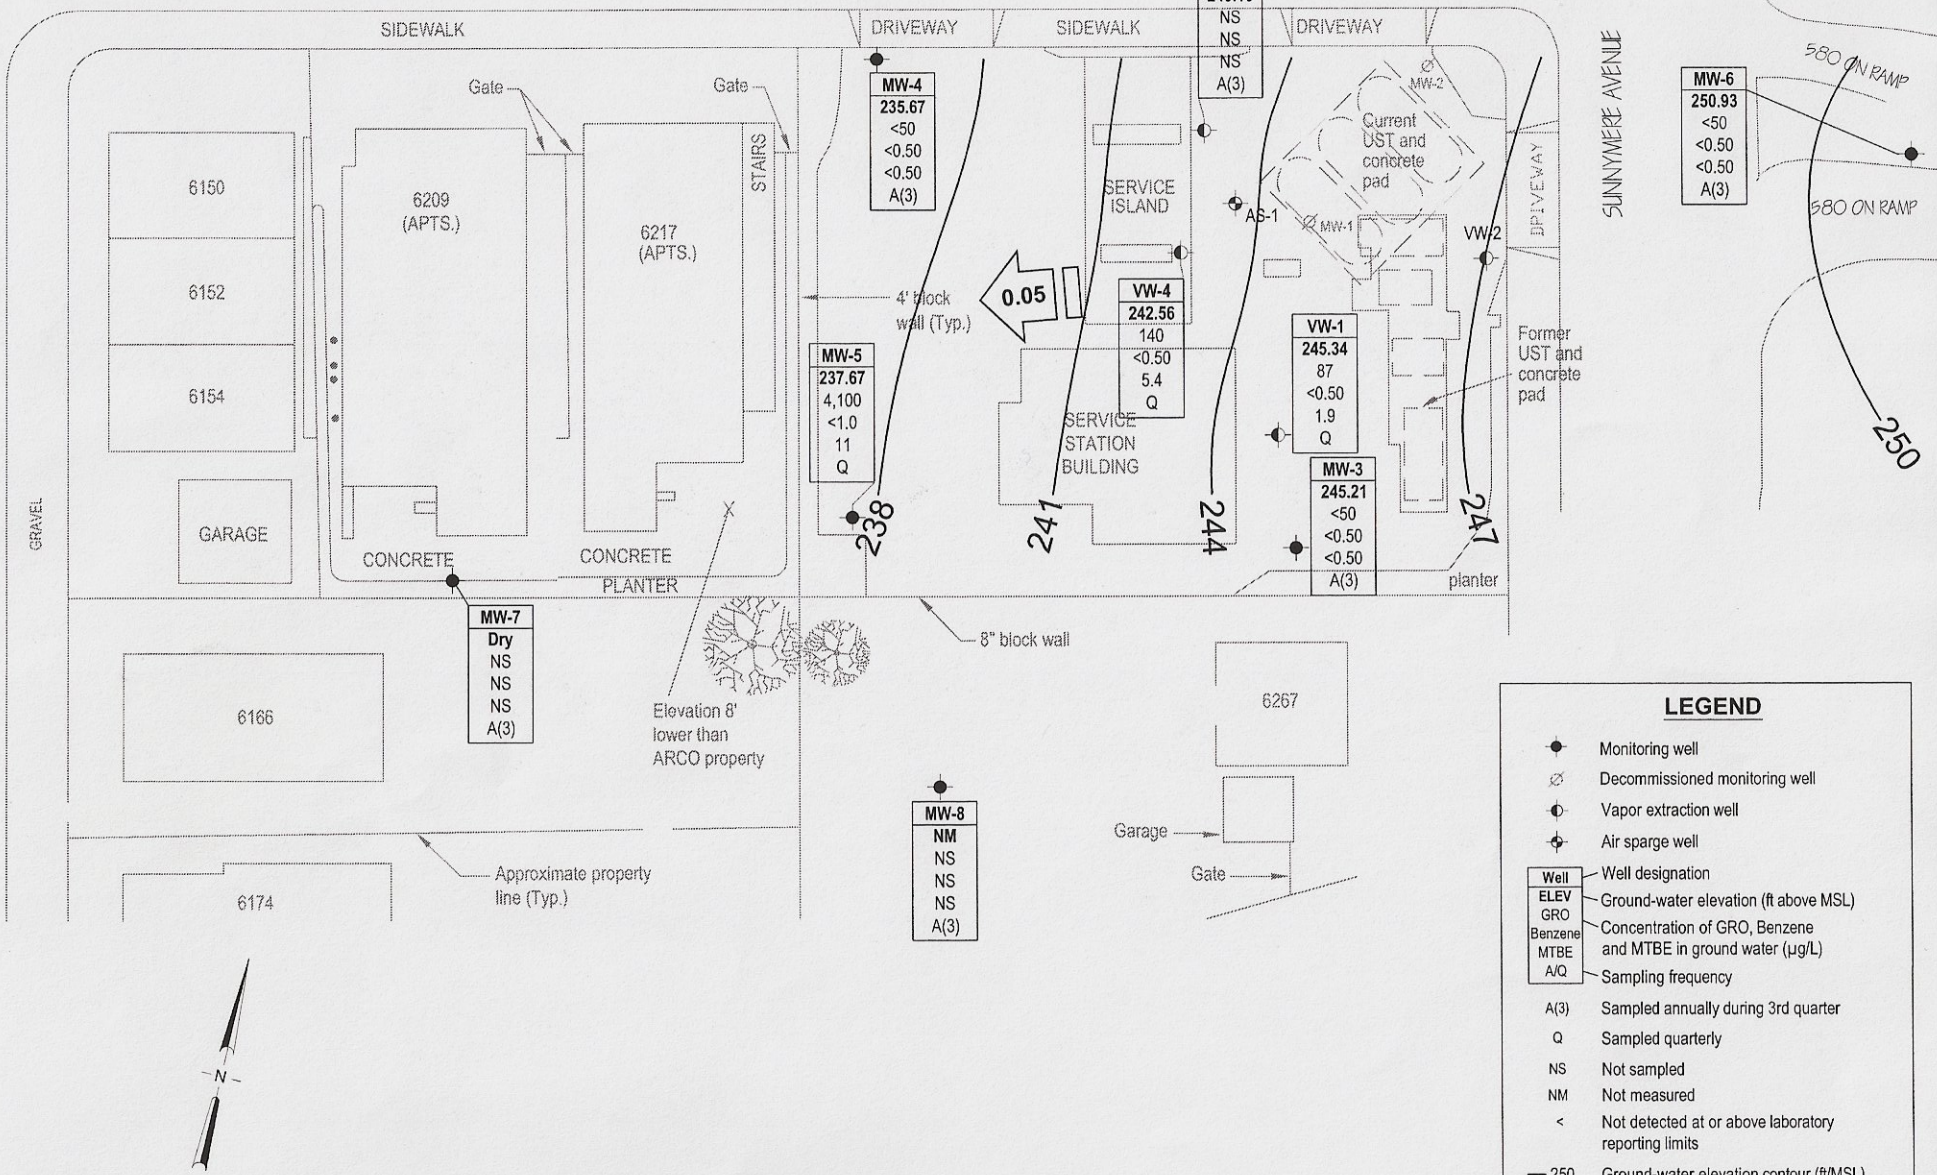 SIDEWALK
DRIVEWAY
SIDEWALK
DRIVEWAY
NS
NS
NS
A(3)
SUNNYMERE AVENUE
580 ON RAMP
580 ON RAMP
MW-6
250.93
<50
<0.50
<0.50
A(3)
Gate
Gate
MW-4
235.67
<50
<0.50
<0.50
A(3)
MW-2
Current
UST and
concrete
pad
DRIVEWAY
6150
6152
6154
6209
(APTS.)
6217
(APTS.)
STAIRS
SERVICE
ISLAND
AS-1
MW-1
VW-2
4' block
wall (Typ.)
0.05
VW-4
242.56
140
<0.50
5.4
Q
VW-1
245.34
87
<0.50
1.9
Q
Former
UST and
concrete
pad
MW-5
237.67
4,100
<1.0
11
Q
SERVICE
STATION
BUILDING
MW-3
245.21
<50
<0.50
<0.50
A(3)
238
241
244
247
250
GRAVEL
GARAGE
CONCRETE
CONCRETE
PLANTER
planter
MW-7
Dry
NS
NS
NS
A(3)
8" block wall
6166
Elevation 8'
lower than
ARCO property
6267
MW-8
NM
NS
NS
NS
A(3)
Garage
Gate
Approximate property
line (Typ.)
6174
N
LEGEND
Monitoring well
Decommissioned monitoring well
Vapor extraction well
Air sparge well
Well
ELEV
GRO
Benzene
MTBE
A/Q
Well designation
Ground-water elevation (ft above MSL)
Concentration of GRO, Benzene
and MTBE in ground water (µg/L)
Sampling frequency
A(3) Sampled annually during 3rd quarter
Q Sampled quarterly
NS Not sampled
NM Not measured
< Not detected at or above laboratory
reporting limits
250 Ground-water elevation contour (ft/MSL)